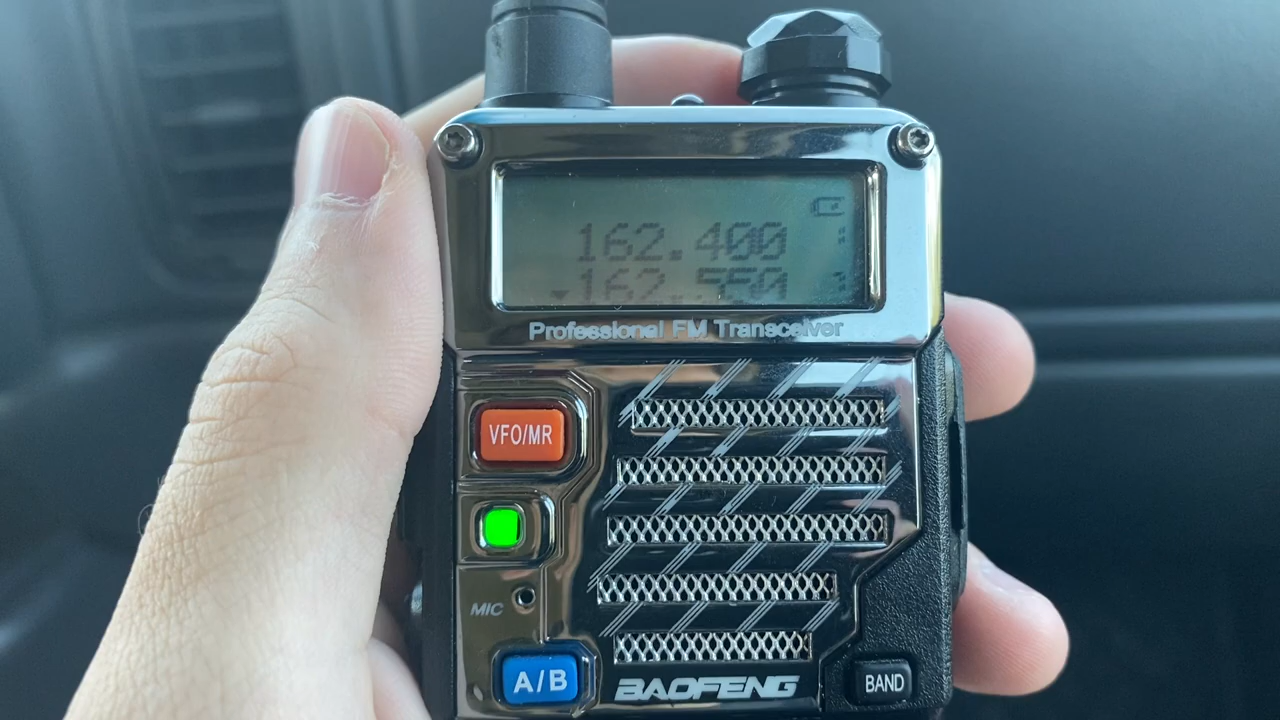 162.400
162.550
Professional FM Transceiver
VFO/MR
MIC
A/B
BAOFENG
BAND